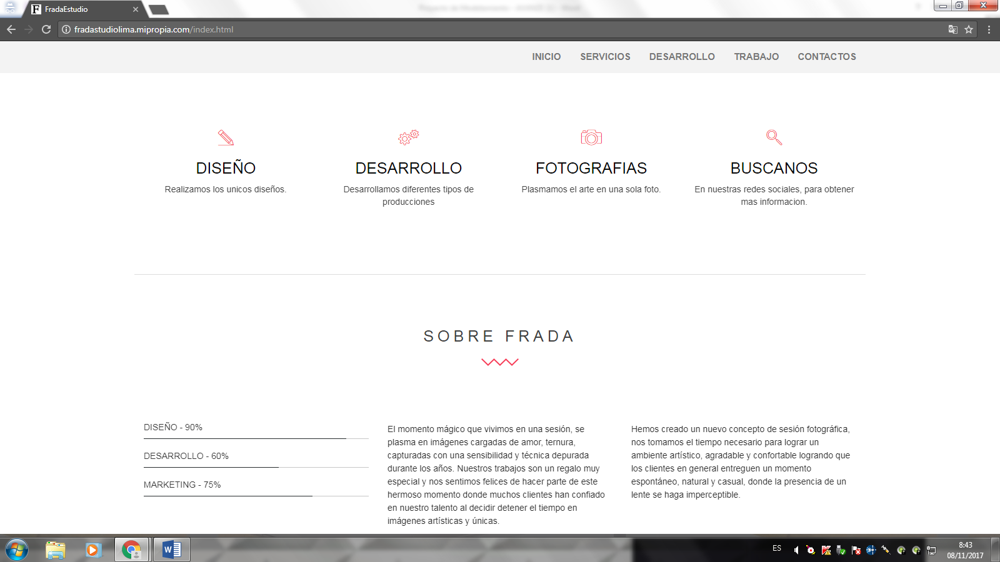 FradaEstudio
fradastudiolima.mipropia.com/index.html
INICIO SERVICIOS DESARROLLO TRABAJO CONTACTOS
DISEÑO
Realizamos los unicos diseños.
DESARROLLO
Desarrollamos diferentes tipos de
producciones
FOTOGRAFIAS
Plasmamos el arte en una sola foto.
BUSCANOS
En nuestras redes sociales, para obtener
mas informacion.
SOBRE FRADA
DISEÑO - 90%
DESARROLLO - 60%
MARKETING - 75%
El momento mágico que vivimos en una sesión, se
plasma en imágenes cargadas de amor, ternura,
capturadas con una sensibilidad y técnica depurada
durante los años. Nuestros trabajos son un regalo muy
especial y nos sentimos felices de hacer parte de este
hermoso momento donde muchos clientes han confiado
en nuestro talento al decidir detener el tiempo en
imágenes artísticas y únicas.
Hemos creado un nuevo concepto de sesión fotográfica,
nos tomamos el tiempo necesario para lograr un
ambiente artístico, agradable y confortable logrando que
los clientes en general entreguen un momento
espontáneo, natural y casual, donde la presencia de un
lente se haga imperceptible.
ES
8:43
08/11/2017